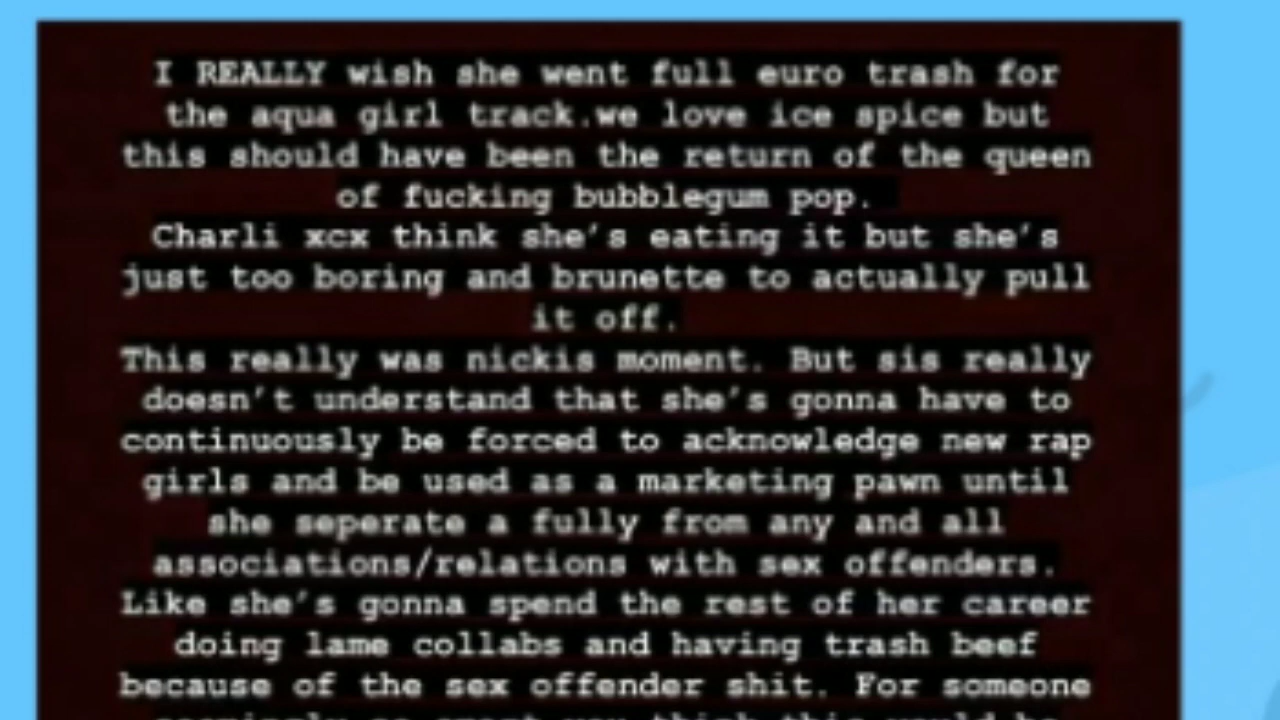 I REALLY wish she went full euro trash for
the aqua girl track.we love ice spice but
this should have been the return of the queen
of fucking bubblegum pop.
Charli xcx think she's eating it but she's
just too boring and brunette to actually pull
it off.
This really was nickis moment. But sis really
doesn't understand that she's gonna have to
continuously be forced to acknowledge new rap
girls and be used as a marketing pawn until
she seperate a fully from any and all
associations/relations with sex offenders.
Like she's gonna spend the rest of her career
doing lame collabs and having trash beef
because of the sex offender shit. For someone